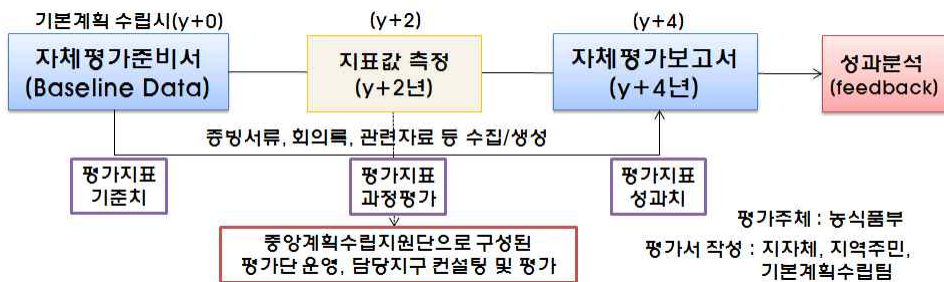 기본계획 수립시(y+0)
(y+2)
(y+4)
자체평가준비서
(Baseline Data)
지표값 측정
(y+2년)
자체평가보고서
(y+4년)
성과분석
(feedback)
증빙서류, 회의록, 관련자료 등 수집/생성
평가지표
기준치
평가지표
과정평가
평가지표
성과치
중앙계획수립지원단으로 구성된
평가단 운영, 담당지구 컨설팅 및 평가
평가주체 : 농식품부
평가서 작성 : 지자체, 지역주민,
기본계획수립팀